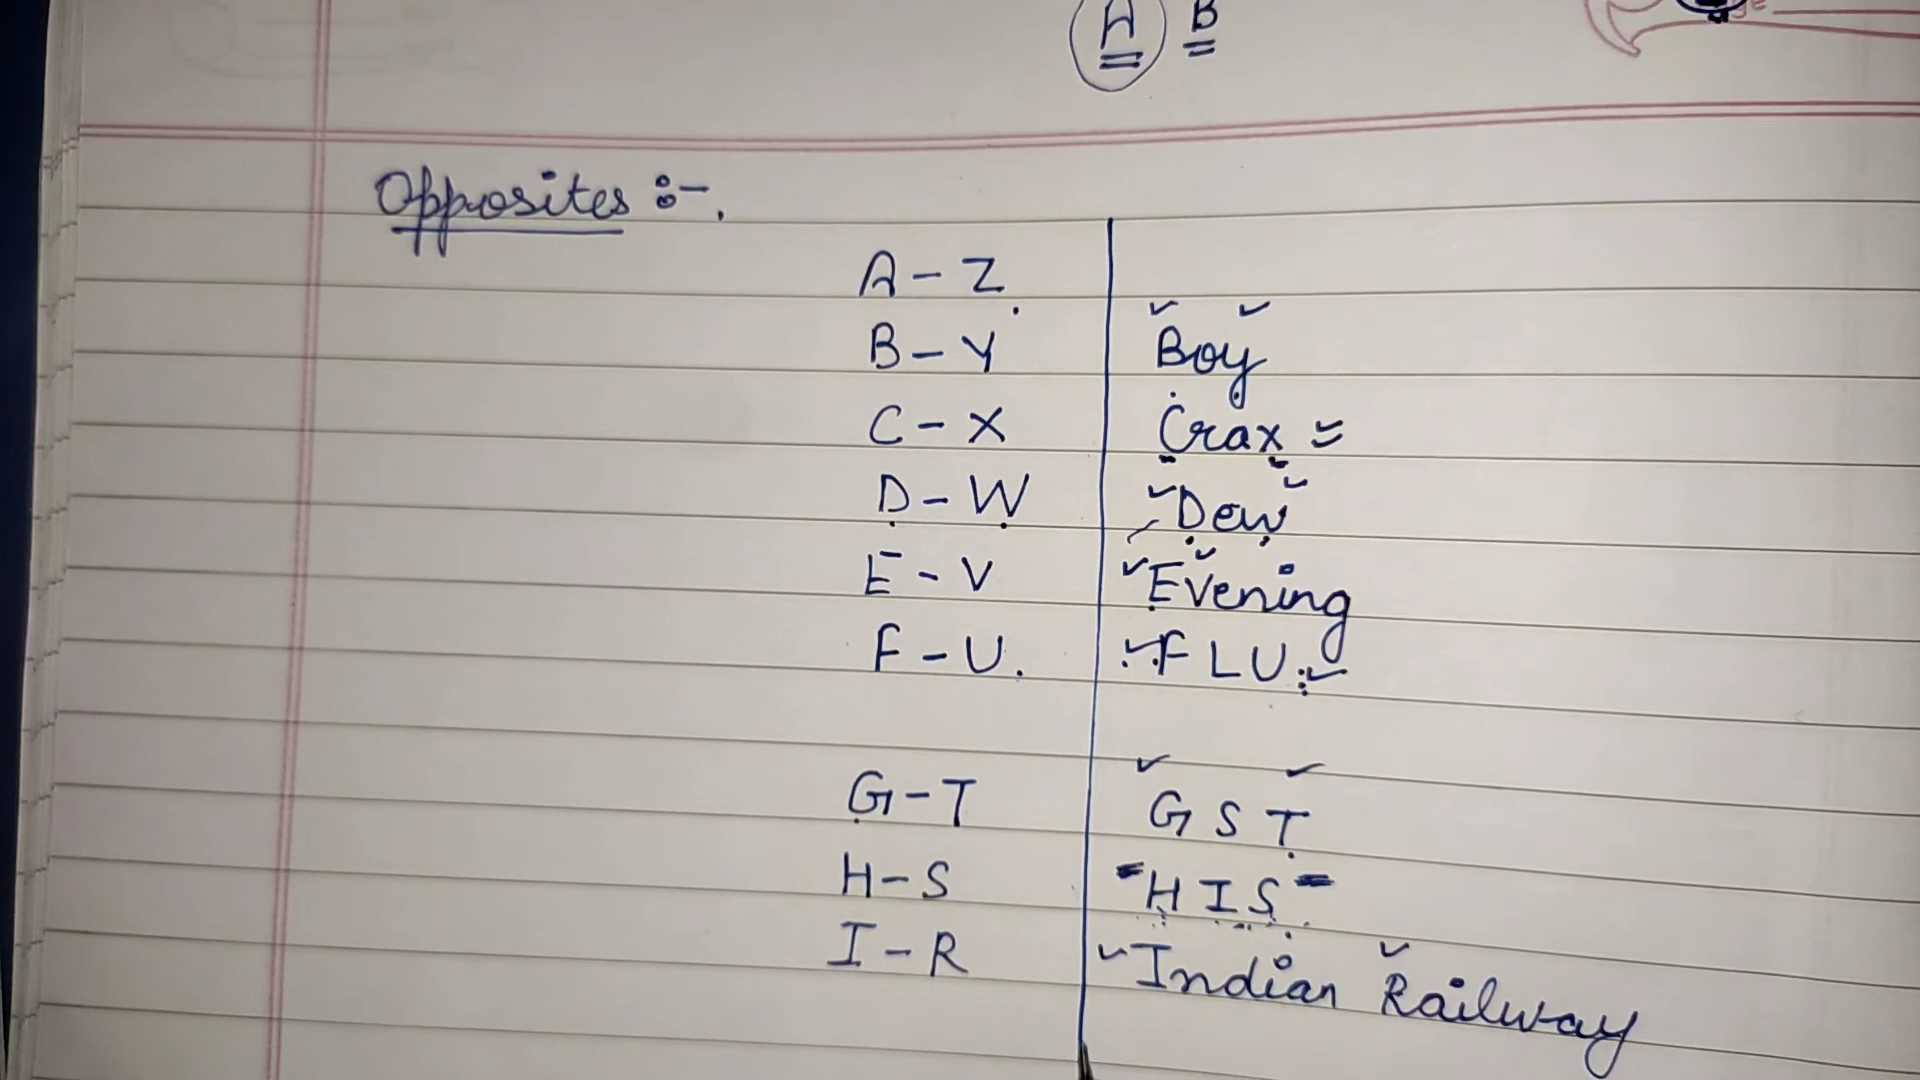 A B
Opposites :-
A - Z
B - Y Boy
C - X Crax
D - W Dew
E - V Evening
F - U. FLU
G - T GST
H - S HIS
I - R Indian Railway